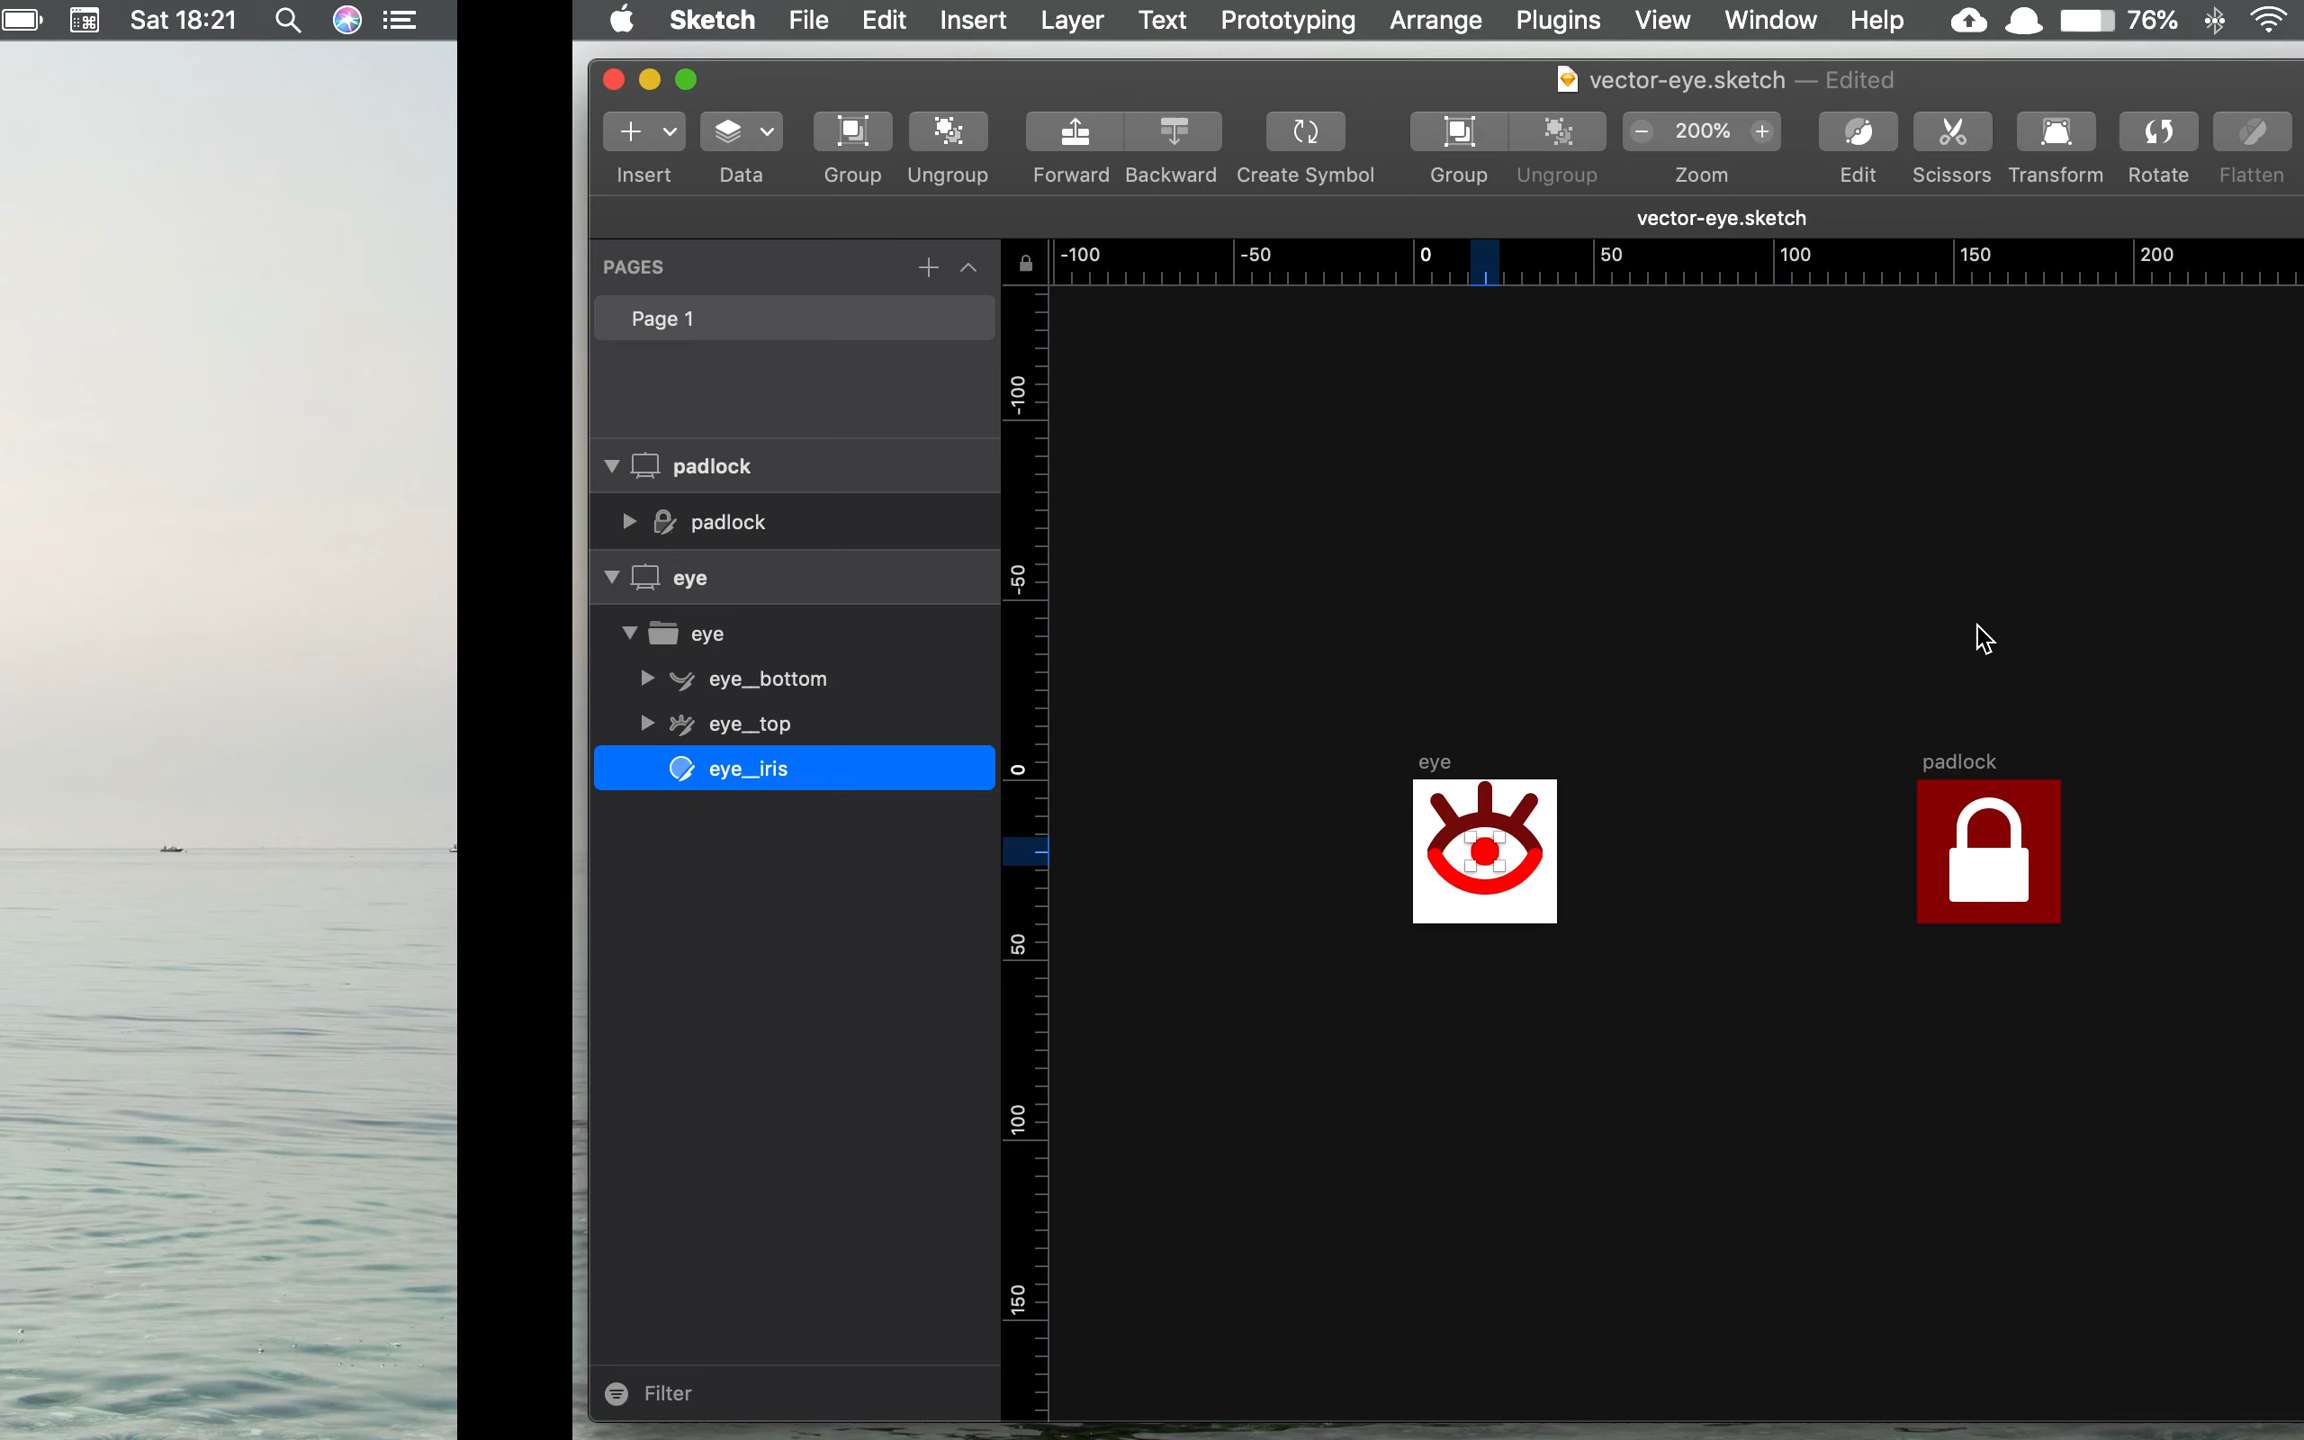 Sat 18:21
Sketch File Edit Insert Layer Text Prototyping Arrange Plugins View Window Help 76%
vector-eye.sketch — Edited
200%
Insert Data Group Ungroup Forward Backward Create Symbol Group Ungroup Zoom Edit Scissors Transform Rotate Flatten
vector-eye.sketch
PAGES
-100 -50 0 50 100 150 200
Page 1
-100
padlock
padlock
eye
-50
eye
eye__bottom
eye__top
eye__iris
0
eye
padlock
50
100
150
Filter